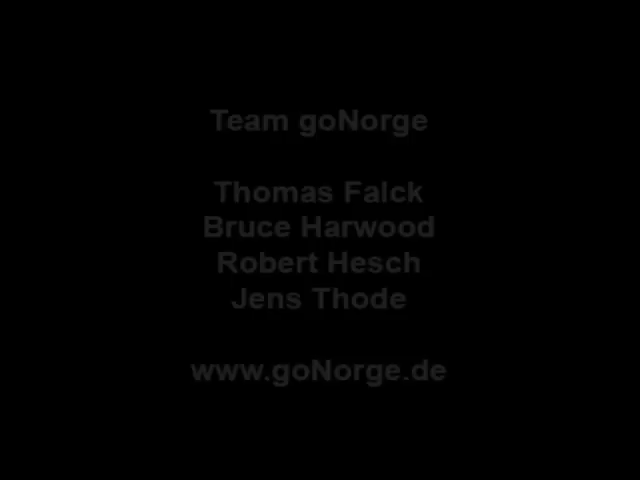 Team goNorge
Thomas Falck
Bruce Harwood
Robert Hesch
Jens Thode
www.goNorge.de